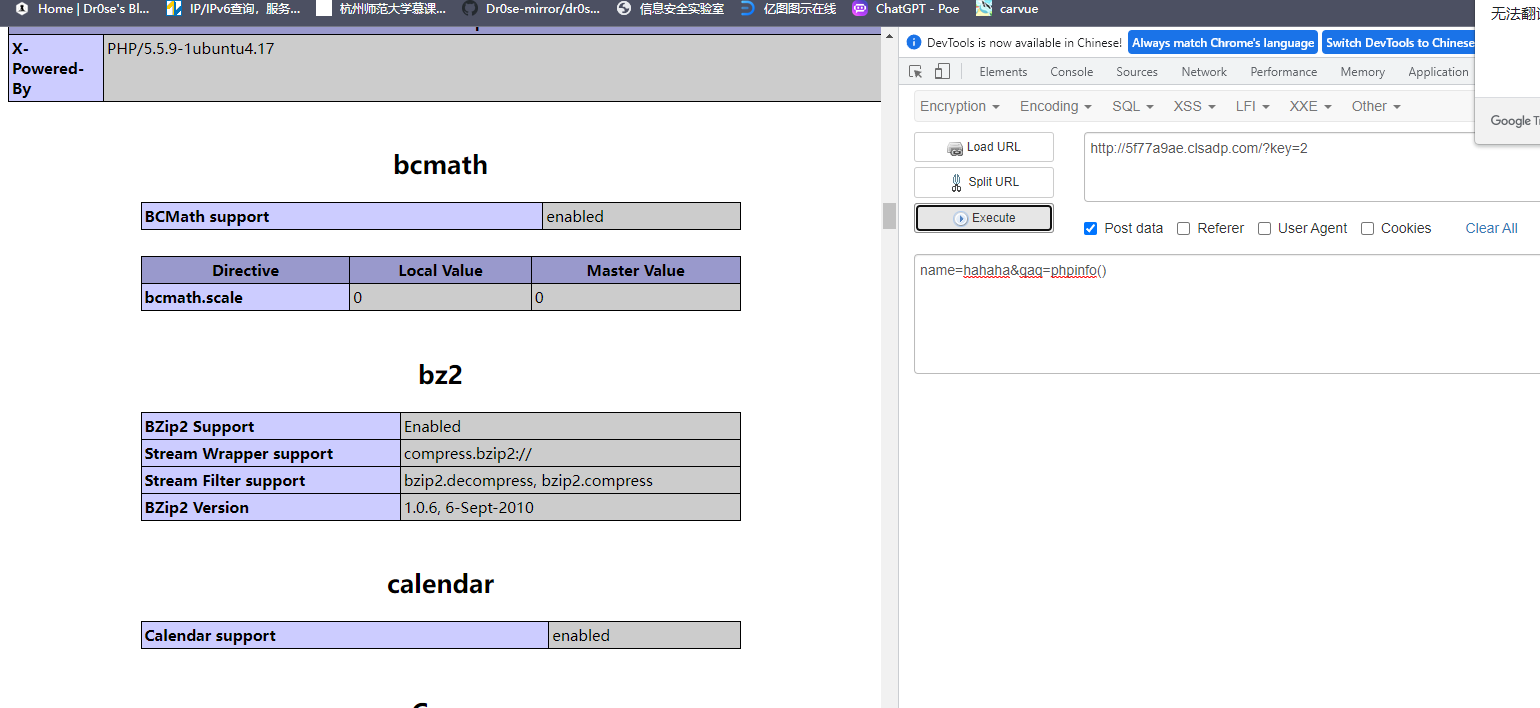 Home | Dr0se's Bl...
IP/IPv6查询，服务...
杭州师范大学慕课...
Dr0se-mirror/dr0s...
信息安全实验室
亿图图示在线
ChatGPT - Poe
carvue
X-Powered-By
PHP/5.5.9-1ubuntu4.17
bcmath
BCMath support enabled
Directive Local Value Master Value
bcmath.scale 0 0
bz2
BZip2 Support Enabled
Stream Wrapper support compress.bzip2://
Stream Filter support bzip2.decompress, bzip2.compress
BZip2 Version 1.0.6, 6-Sept-2010
calendar
Calendar support enabled
DevTools is now available in Chinese! Always match Chrome's language Switch DevTools to Chinese
Elements Console Sources Network Performance Memory Application
Encryption Encoding SQL XSS LFI XXE Other
Load URL
Split URL
Execute
http://5f77a9ae.clsadp.com/?key=2
Post data Referer User Agent Cookies Clear All
name=hahaha&qaq=phpinfo()
无法翻
Google